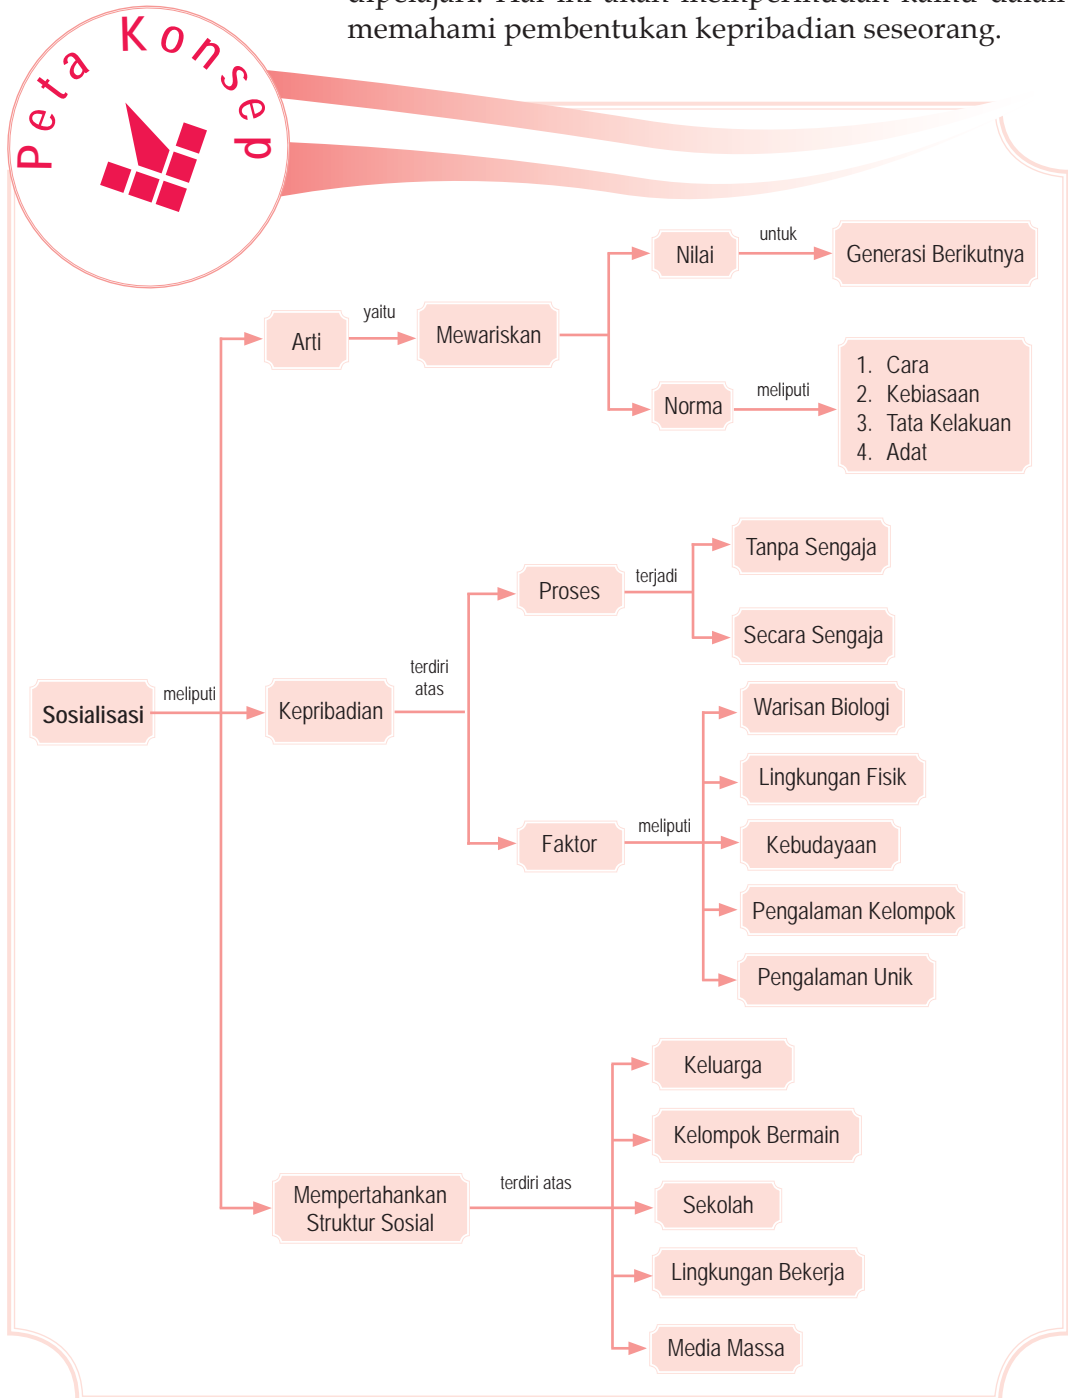 memahami pembentukan kepribadian seseorang.
Peta Konsep
Sosialisasi
meliputi
Arti
yaitu
Mewariskan
Nilai
untuk
Generasi Berikutnya
Norma
meliputi
1. Cara
2. Kebiasaan
3. Tata Kelakuan
4. Adat
Kepribadian
terdiri
atas
Proses
terjadi
Tanpa Sengaja
Secara Sengaja
Faktor
meliputi
Warisan Biologi
Lingkungan Fisik
Kebudayaan
Pengalaman Kelompok
Pengalaman Unik
Mempertahankan
Struktur Sosial
terdiri atas
Keluarga
Kelompok Bermain
Sekolah
Lingkungan Bekerja
Media Massa